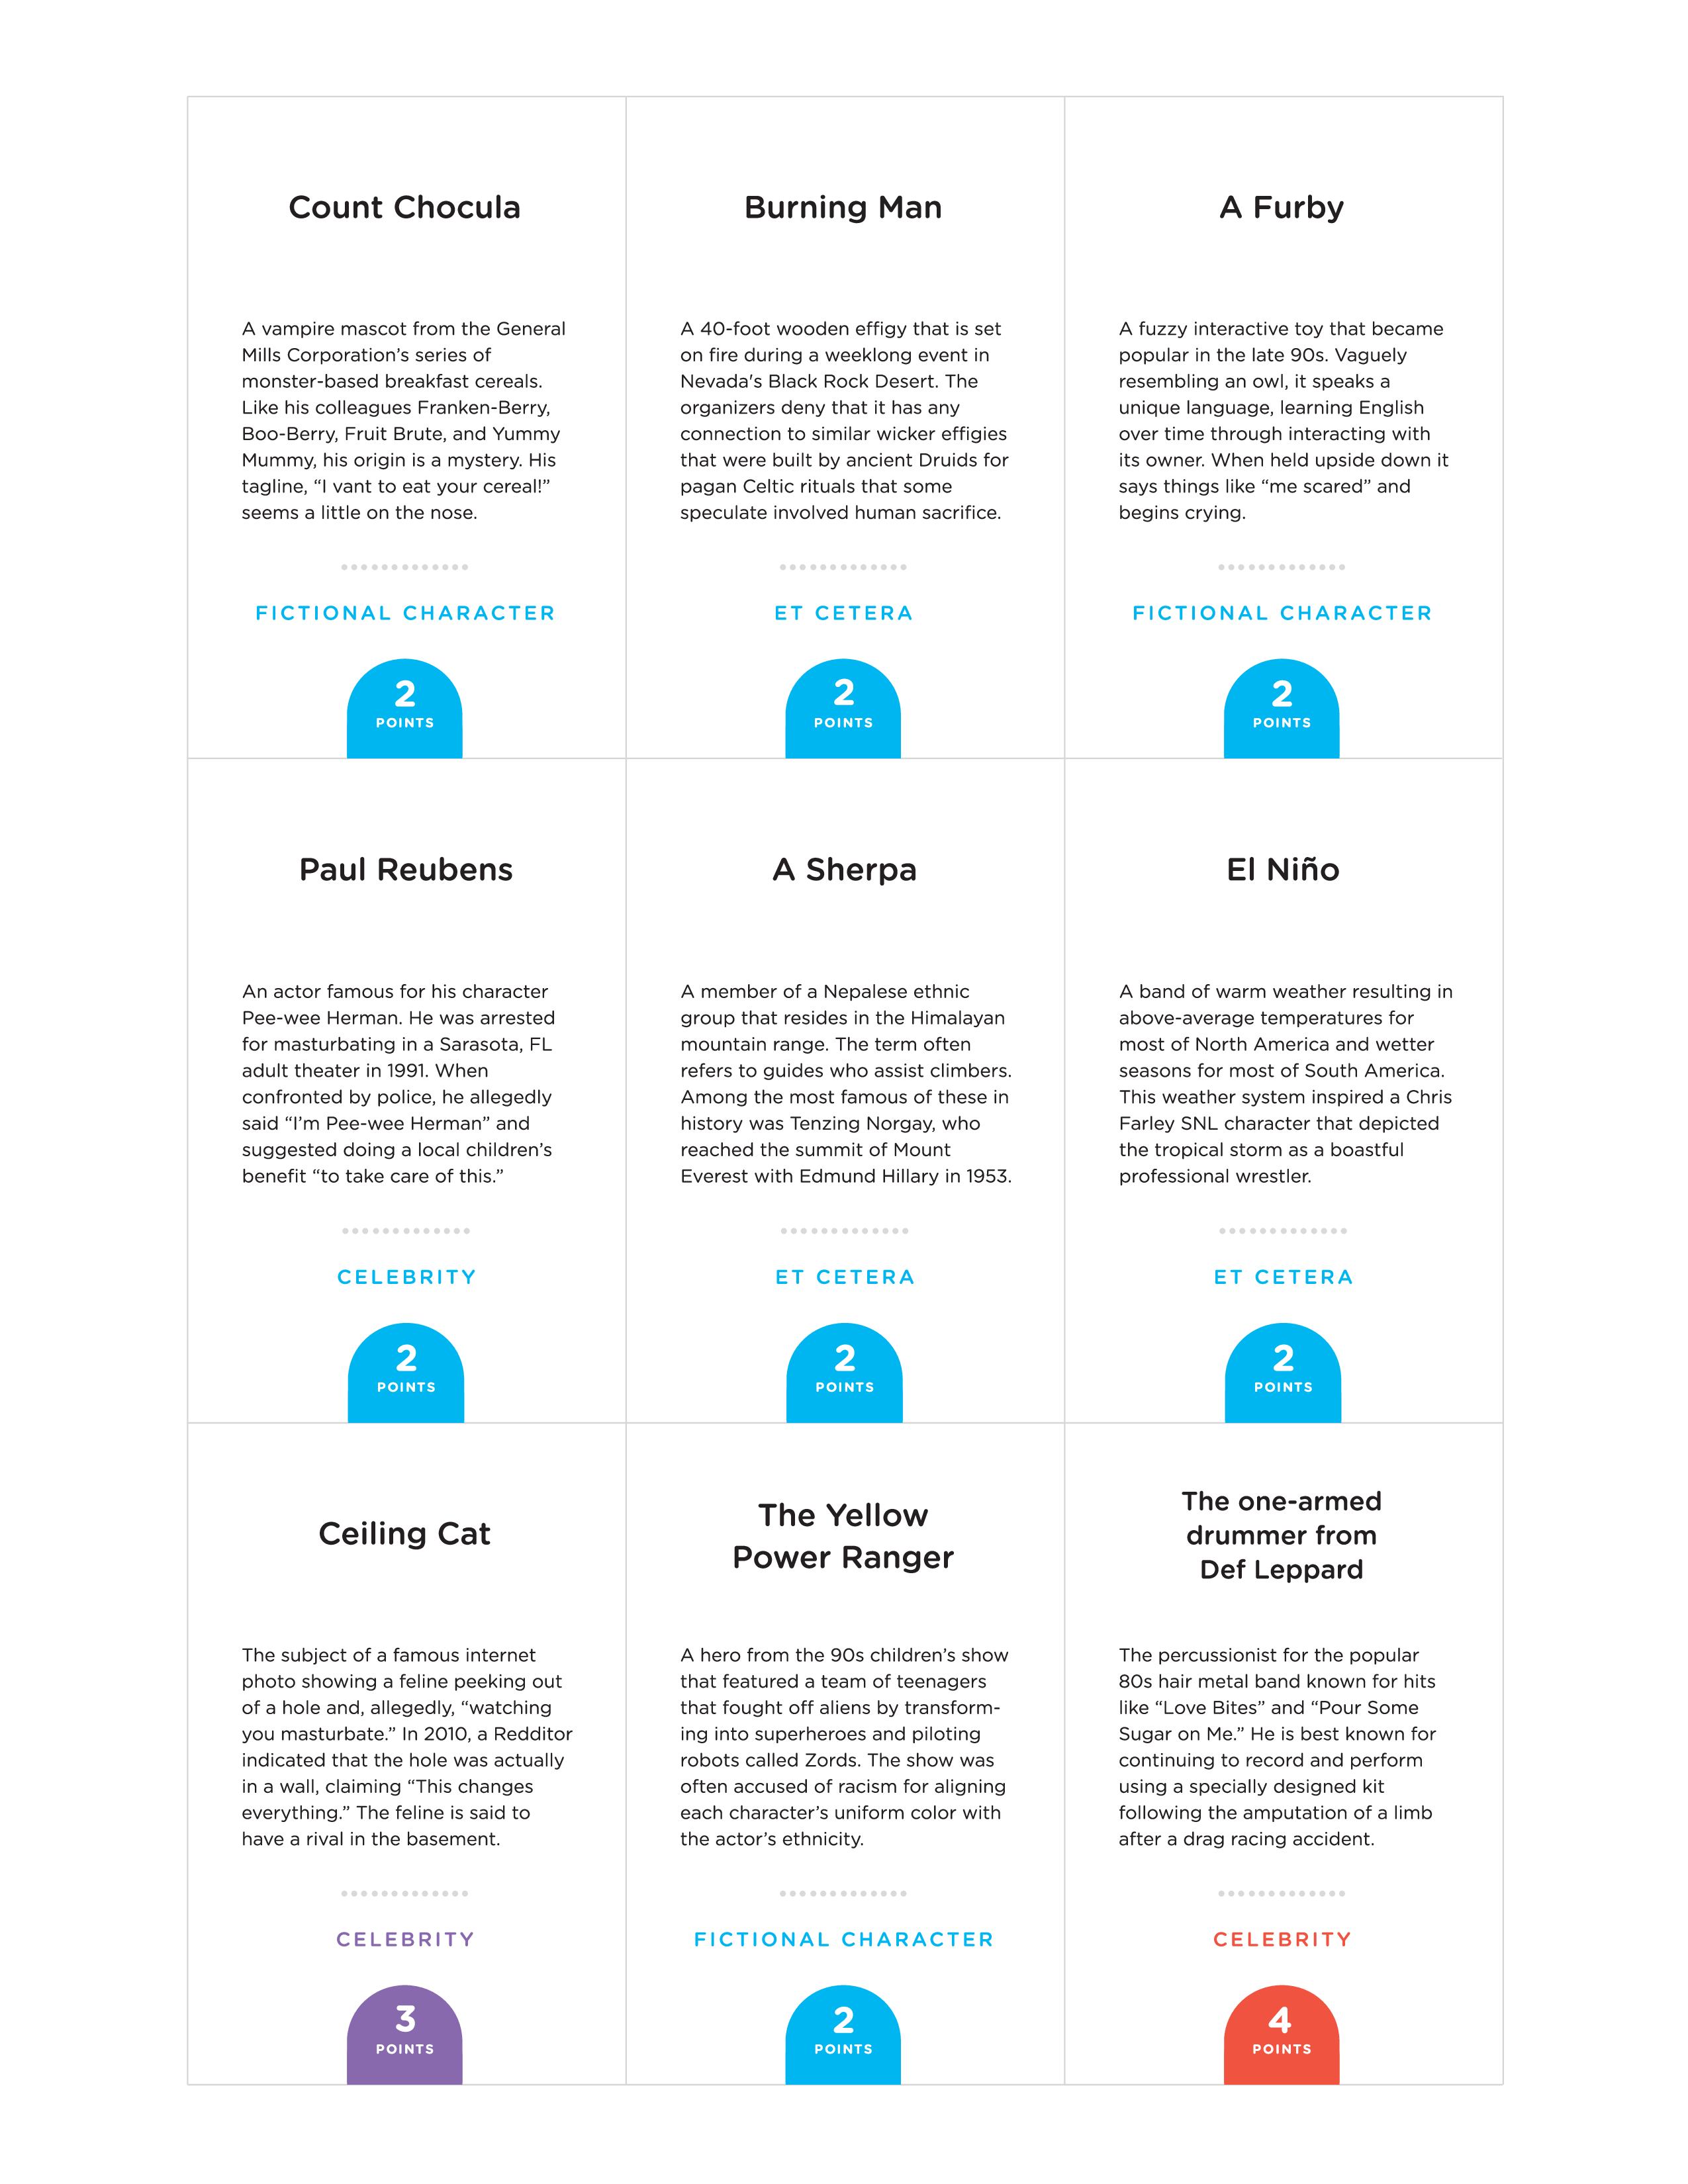 Count Chocula
A vampire mascot from the General
Mills Corporation’s series of
monster-based breakfast cereals.
Like his colleagues Franken-Berry,
Boo-Berry, Fruit Brute, and Yummy
Mummy, his origin is a mystery. His
tagline, “I vant to eat your cereal!”
seems a little on the nose.
FICTIONAL CHARACTER
2
POINTS
Burning Man
A 40-foot wooden effigy that is set
on fire during a weeklong event in
Nevada's Black Rock Desert. The
organizers deny that it has any
connection to similar wicker effigies
that were built by ancient Druids for
pagan Celtic rituals that some
speculate involved human sacrifice.
ET CETERA
2
POINTS
A Furby
A fuzzy interactive toy that became
popular in the late 90s. Vaguely
resembling an owl, it speaks a
unique language, learning English
over time through interacting with
its owner. When held upside down it
says things like “me scared” and
begins crying.
FICTIONAL CHARACTER
2
POINTS
Paul Reubens
An actor famous for his character
Pee-wee Herman. He was arrested
for masturbating in a Sarasota, FL
adult theater in 1991. When
confronted by police, he allegedly
said “I’m Pee-wee Herman” and
suggested doing a local children’s
benefit “to take care of this.”
CELEBRITY
2
POINTS
A Sherpa
A member of a Nepalese ethnic
group that resides in the Himalayan
mountain range. The term often
refers to guides who assist climbers.
Among the most famous of these in
history was Tenzing Norgay, who
reached the summit of Mount
Everest with Edmund Hillary in 1953.
ET CETERA
2
POINTS
El Niño
A band of warm weather resulting in
above-average temperatures for
most of North America and wetter
seasons for most of South America.
This weather system inspired a Chris
Farley SNL character that depicted
the tropical storm as a boastful
professional wrestler.
ET CETERA
2
POINTS
Ceiling Cat
The subject of a famous internet
photo showing a feline peeking out
of a hole and, allegedly, “watching
you masturbate.” In 2010, a Redditor
indicated that the hole was actually
in a wall, claiming “This changes
everything.” The feline is said to
have a rival in the basement.
CELEBRITY
3
POINTS
The Yellow
Power Ranger
A hero from the 90s children’s show
that featured a team of teenagers
that fought off aliens by transform-
ing into superheroes and piloting
robots called Zords. The show was
often accused of racism for aligning
each character’s uniform color with
the actor’s ethnicity.
FICTIONAL CHARACTER
2
POINTS
The one-armed
drummer from
Def Leppard
The percussionist for the popular
80s hair metal band known for hits
like “Love Bites” and “Pour Some
Sugar on Me.” He is best known for
continuing to record and perform
using a specially designed kit
following the amputation of a limb
after a drag racing accident.
CELEBRITY
4
POINTS